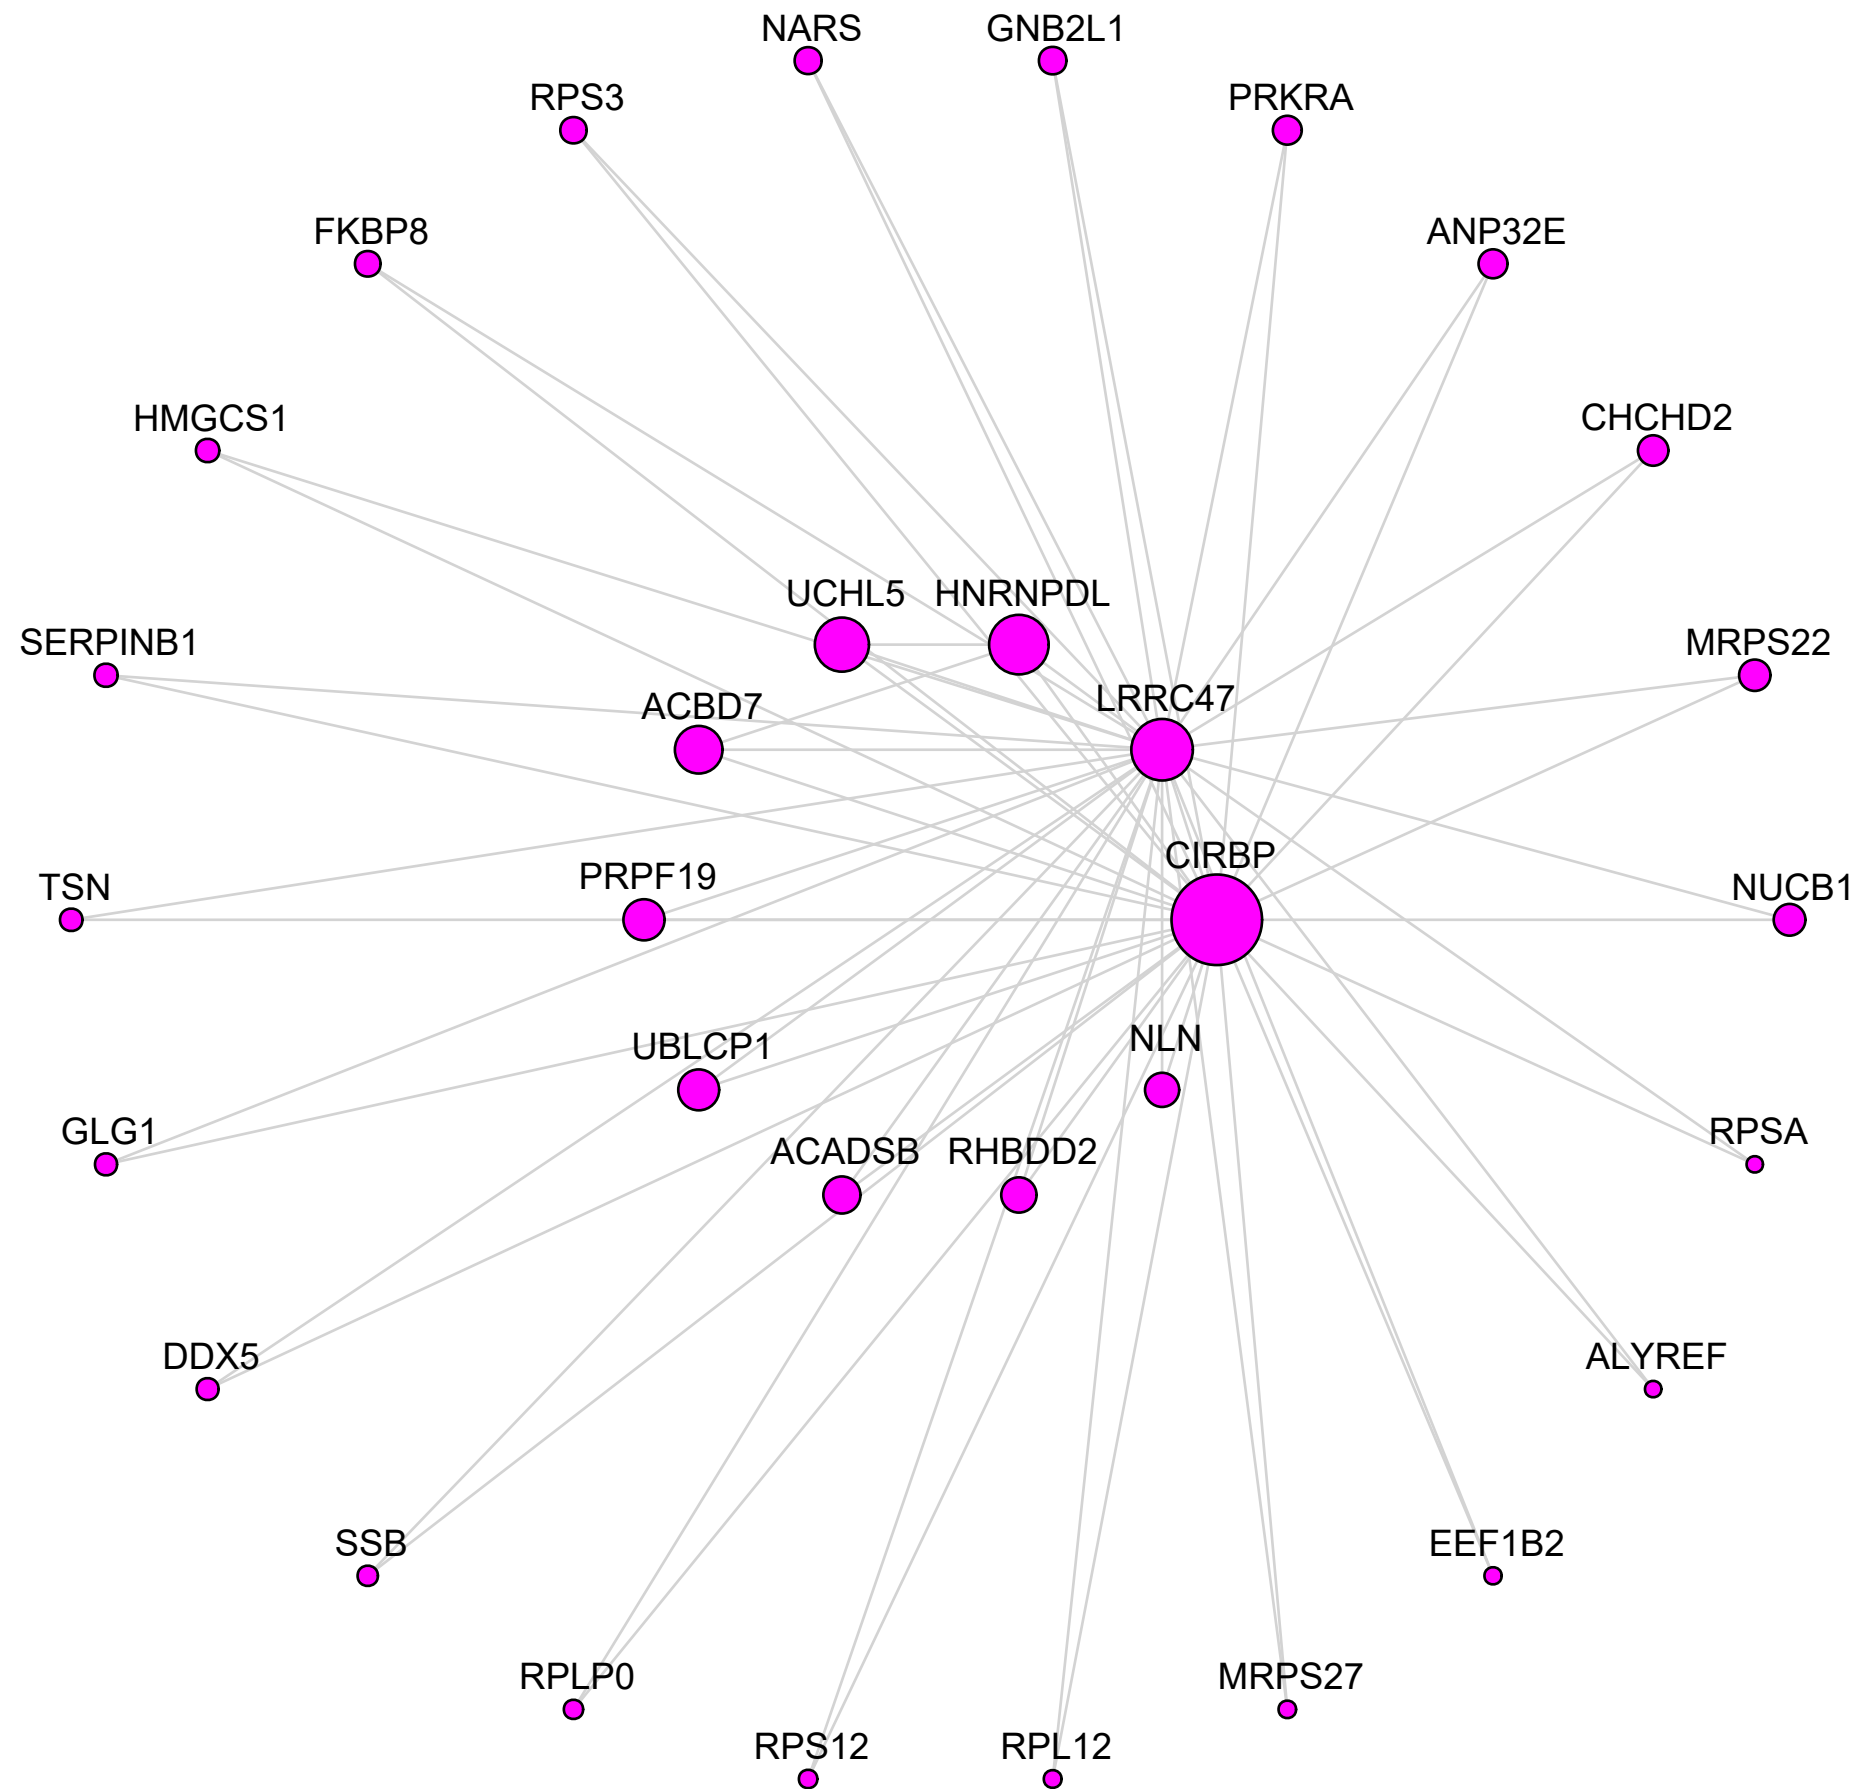 NARS
GNB2L1
RPS3
PRKRA
FKBP8
ANP32E
HMGCS1
CHCHD2
UCHL5
HNRNPDL
SERPINB1
MRPS22
ACBD7
LRRC47
CIRBP
TSN
PRPF19
NUCB1
UBLCP1
NLN
GLG1
RPSA
ACADSB
RHBDD2
DDX5
ALYREF
SSB
EEF1B2
RPLP0
MRPS27
RPS12
RPL12